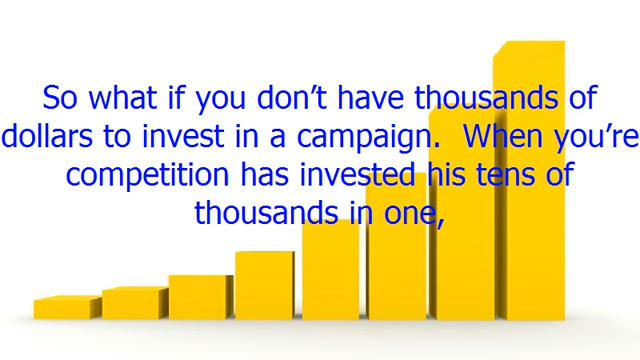 So what if you don’t have thousands of
dollars to invest in a campaign.  When you’re
competition has invested his tens of
thousands in one,